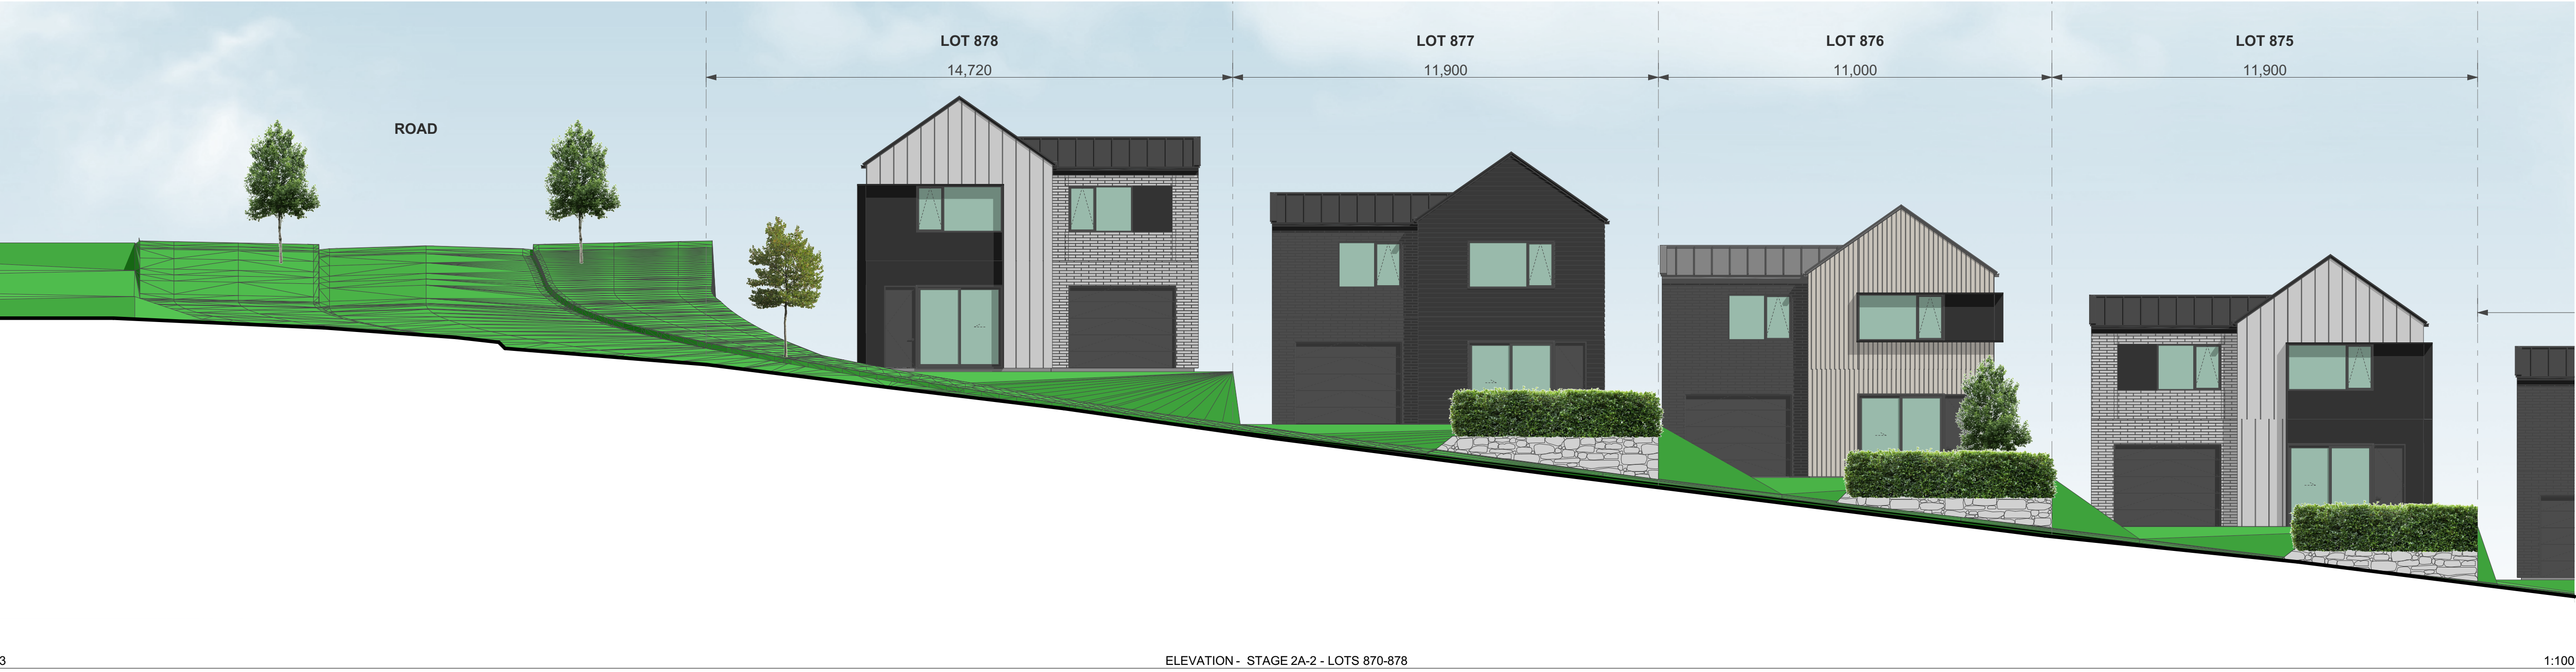 LOT 878
LOT 877
LOT 876
LOT 875
14,720
11,900
11,000
11,900
ROAD
3
ELEVATION - STAGE 2A-2 - LOTS 870-878
1:100